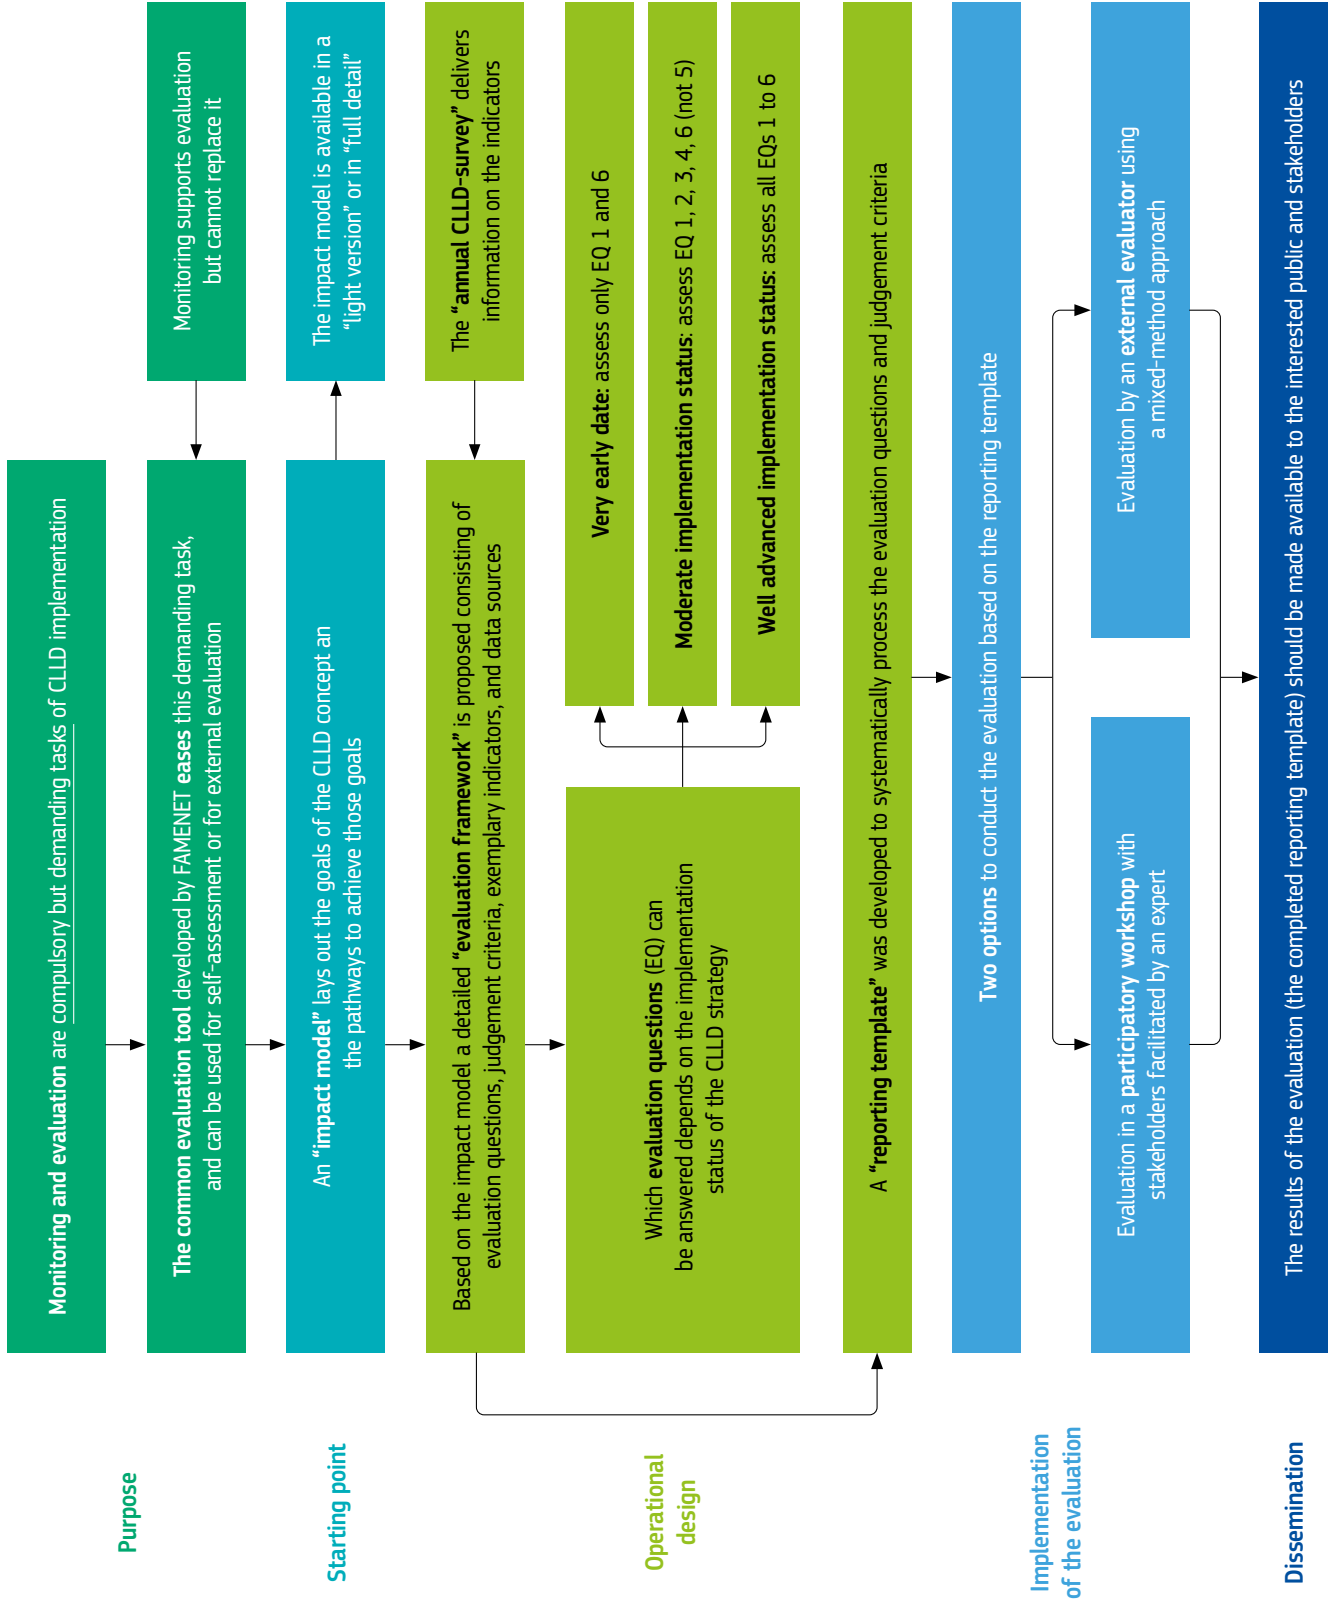 Purpose
Monitoring and evaluation are compulsory but demanding tasks of CLLD implementation
The common evaluation tool developed by FAMENET eases this demanding task,
and can be used for self-assessment or for external evaluation
Monitoring supports evaluation
but cannot replace it
Starting point
An “impact model” lays out the goals of the CLLD concept an
the pathways to achieve those goals
The impact model is available in a
“light version” or in “full detail”
Operational
design
Based on the impact model a detailed “evaluation framework” is proposed consisting of
evaluation questions, judgement criteria, exemplary indicators, and data sources
The “annual CLLD-survey” delivers
information on the indicators
Which evaluation questions (EQ) can
be answered depends on the implementation
status of the CLLD strategy
Very early date: assess only EQ 1 and 6
Moderate implementation status: assess EQ 1, 2, 3, 4, 6 (not 5)
Well advanced implementation status: assess all EQs 1 to 6
A “reporting template” was developed to systematically process the evaluation questions and judgement criteria
Implementation
of the evaluation
Two options to conduct the evaluation based on the reporting template
Evaluation in a participatory workshop with
stakeholders facilitated by an expert
Evaluation by an external evaluator using
a mixed-method approach
Dissemination
The results of the evaluation (the completed reporting template) should be made available to the interested public and stakeholders